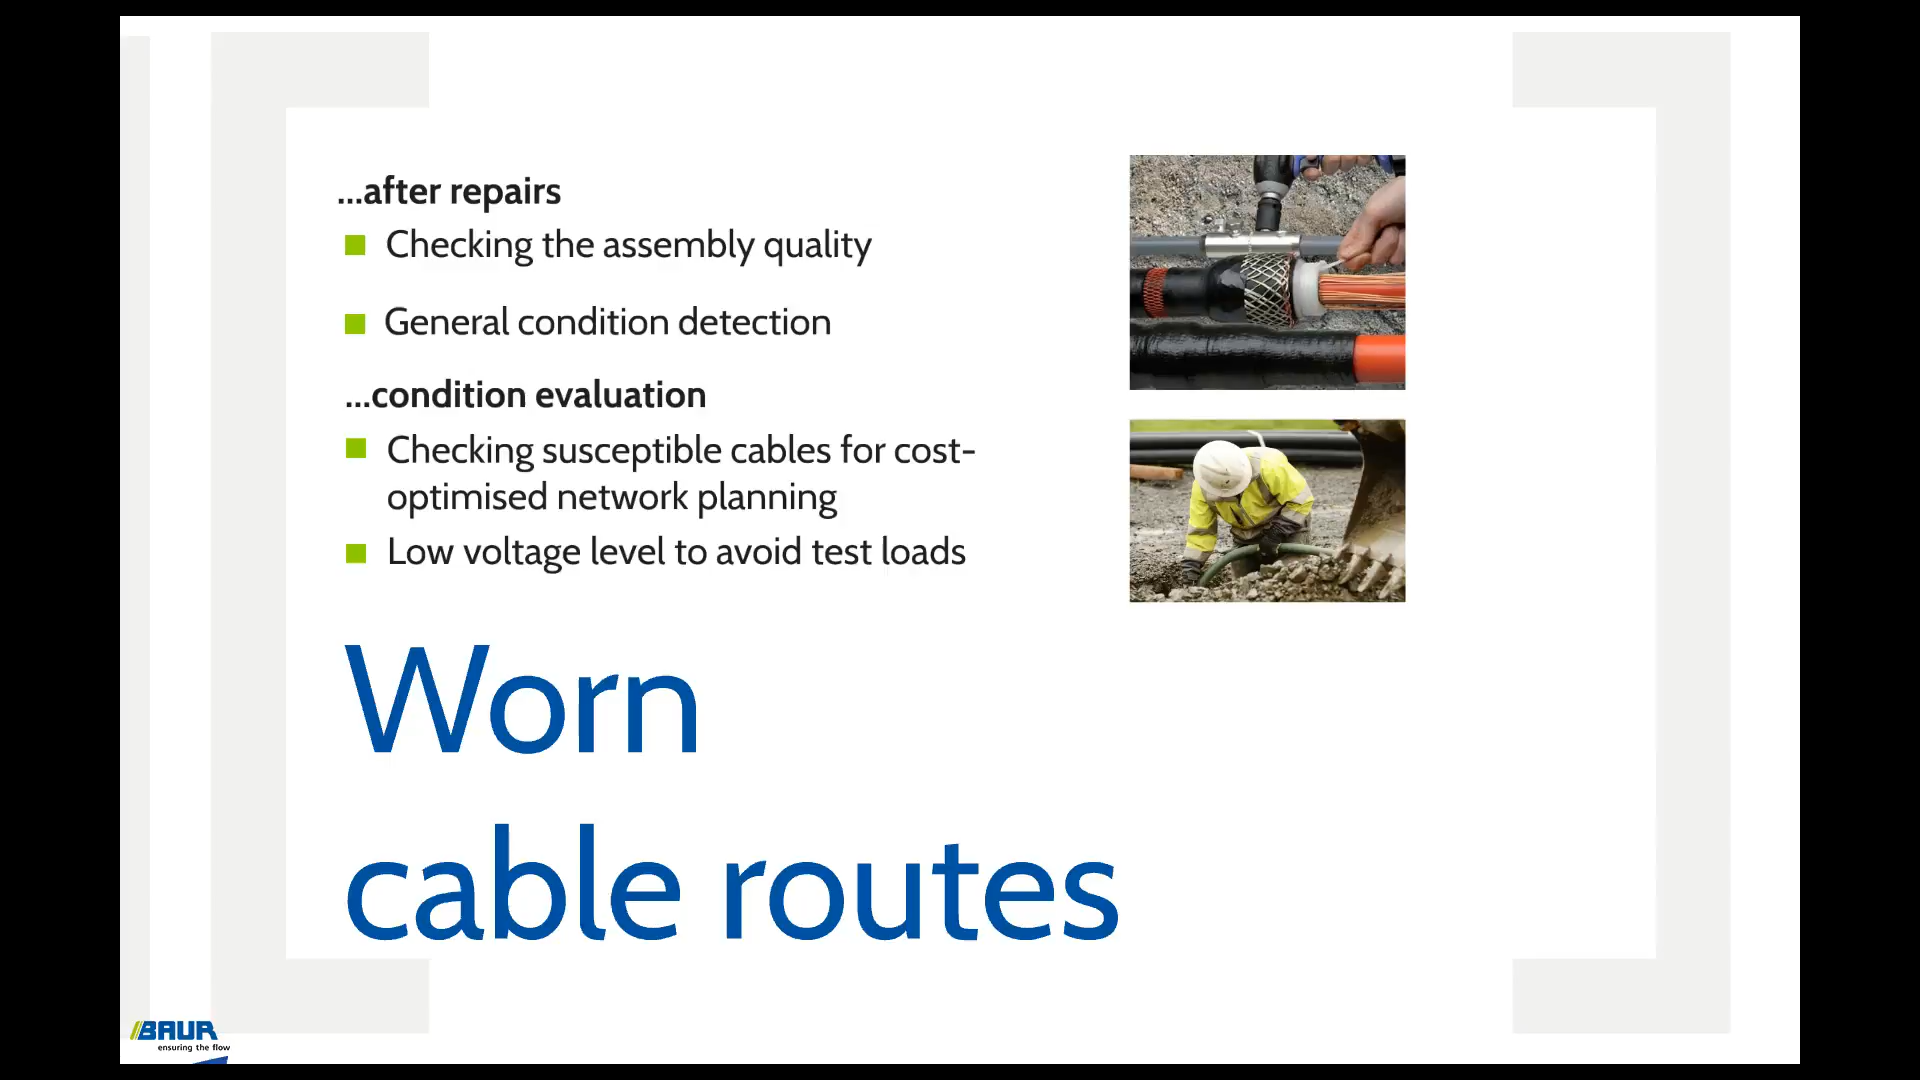 ...after repairs
Checking the assembly quality
General condition detection
...condition evaluation
Checking susceptible cables for cost-
optimised network planning
Low voltage level to avoid test loads
Worn
cable routes
BAUR
ensuring the flow